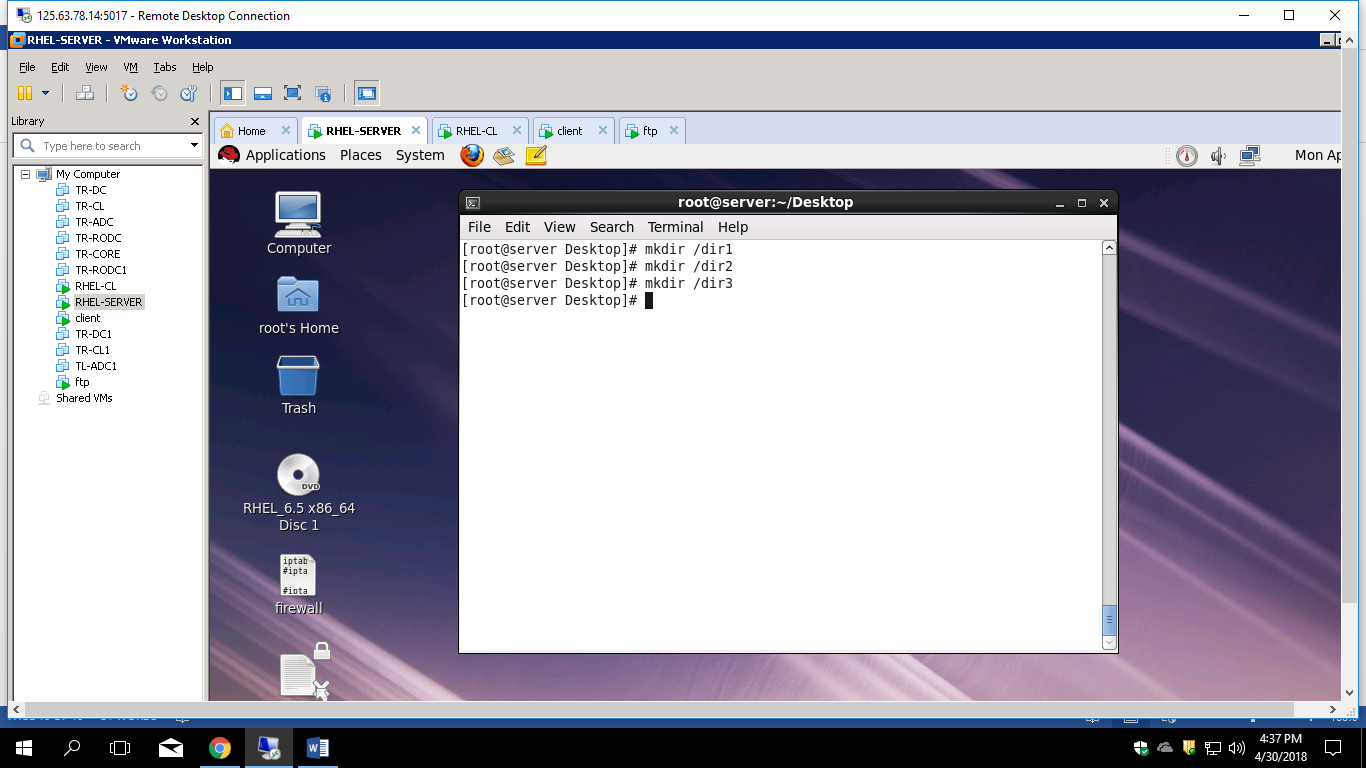 125.63.78.14:5017 - Remote Desktop Connection
RHEL-SERVER - VMware Workstation
File Edit View VM Tabs Help
Library
Type here to search
My Computer
TR-DC
TR-CL
TR-ADC
TR-RODC
TR-CORE
TR-RODC1
RHEL-CL
RHEL-SERVER
client
TR-DC1
TR-CL1
TL-ADC1
ftp
Shared VMs
Home RHEL-SERVER RHEL-CL client ftp
Applications Places System Mon Ap
Computer
root's Home
Trash
DVD
RHEL_6.5 x86_64
Disc 1
iptab
#ipta
#ipta
firewall
root@server:~/Desktop
File Edit View Search Terminal Help
[root@server Desktop]# mkdir /dir1
[root@server Desktop]# mkdir /dir2
[root@server Desktop]# mkdir /dir3
[root@server Desktop]#
4:37 PM
4/30/2018